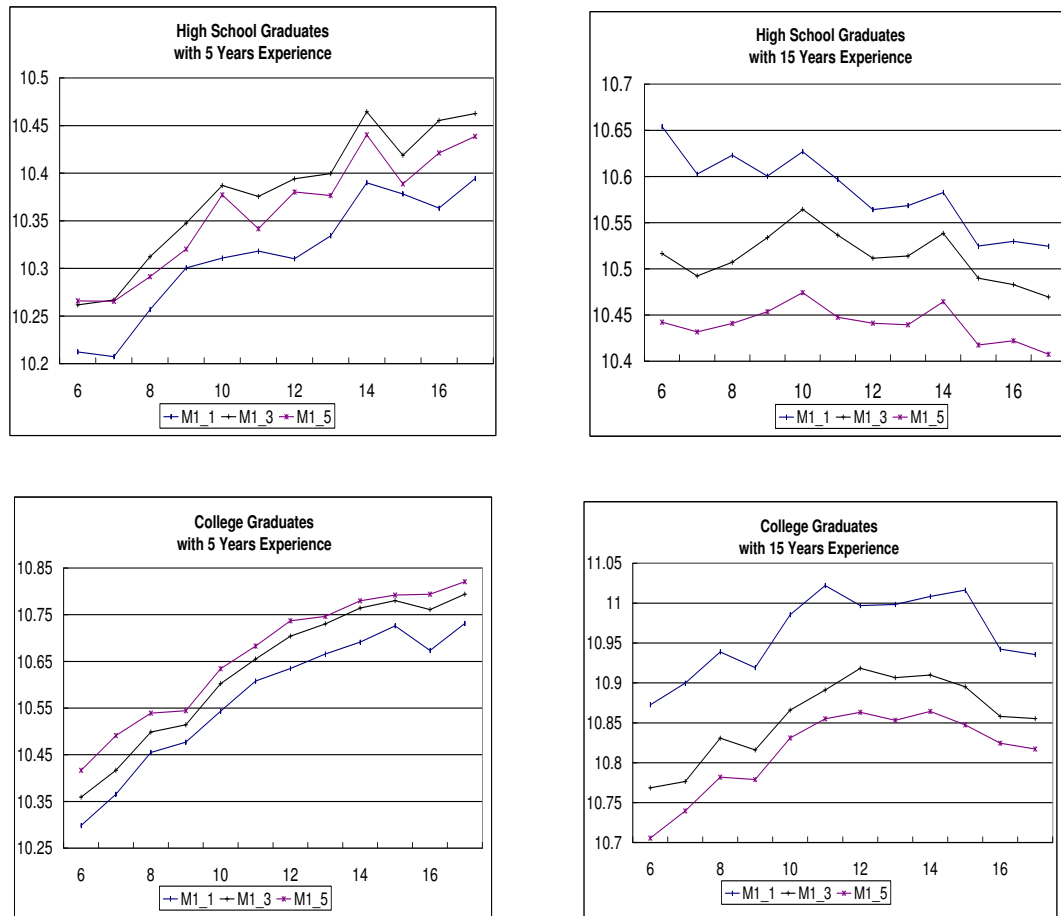 High School Graduates
with 5 Years Experience
10.5
10.45
10.4
10.35
10.3
10.25
10.2
6 8 10 12 14 16
M1_1 M1_3 M1_5
High School Graduates
with 15 Years Experience
10.7
10.65
10.6
10.55
10.5
10.45
10.4
6 8 10 12 14 16
M1_1 M1_3 M1_5
College Graduates
with 5 Years Experience
10.85
10.75
10.65
10.55
10.45
10.35
10.25
6 8 10 12 14 16
M1_1 M1_3 M1_5
College Graduates
with 15 Years Experience
11.05
11
10.95
10.9
10.85
10.8
10.75
10.7
6 8 10 12 14 16
M1_1 M1_3 M1_5